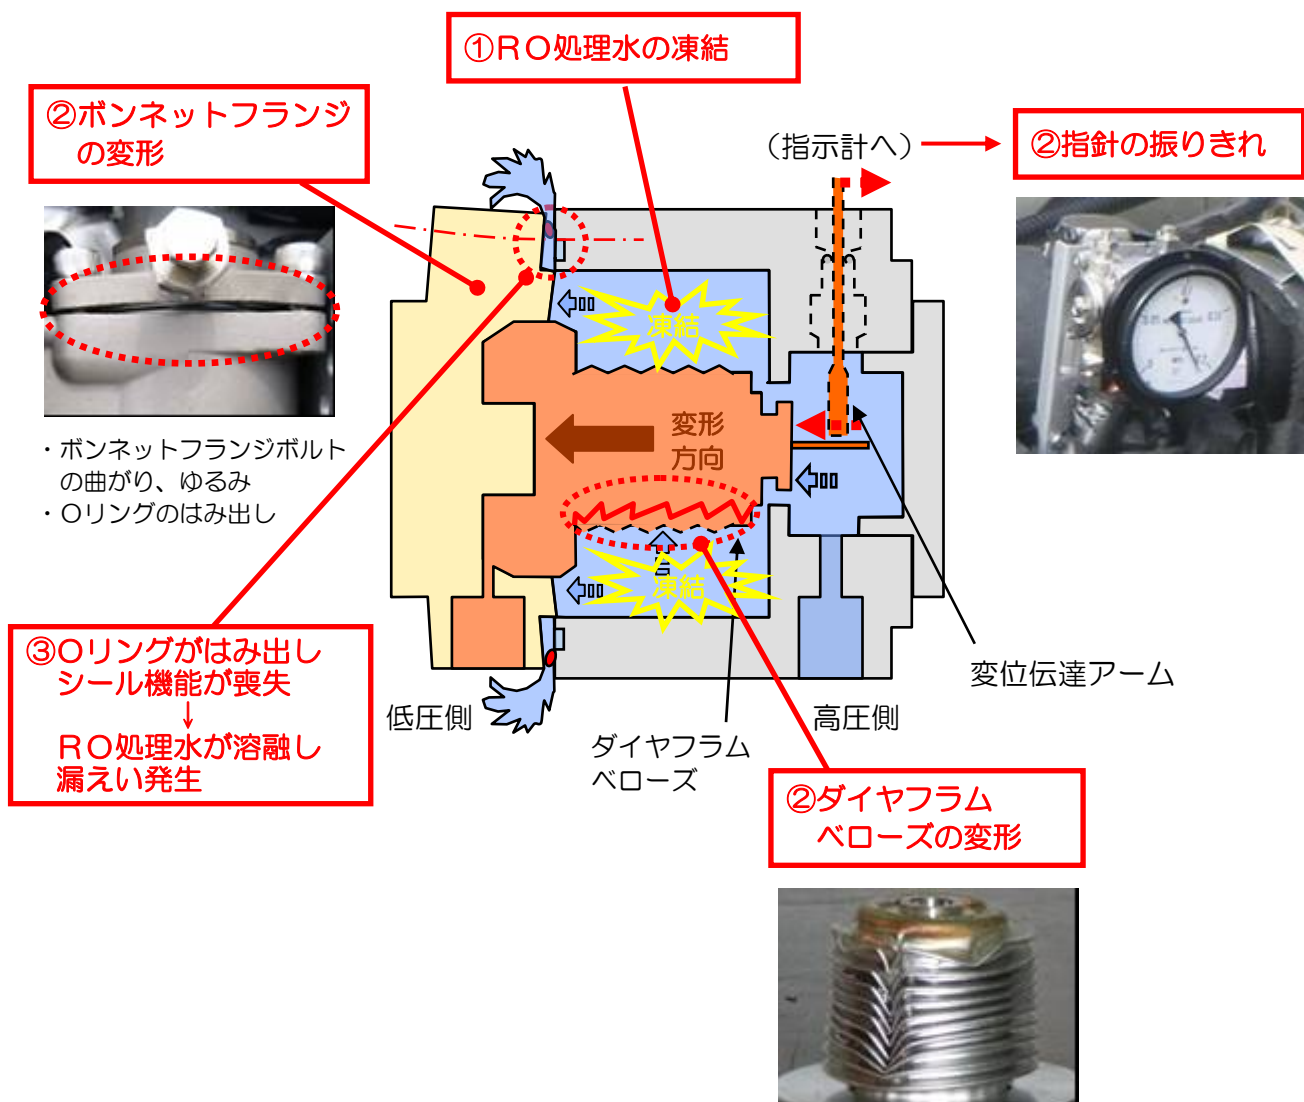 ①ＲＯ処理水の凍結
②ボンネットフランジ
の変形
（指示計へ）
②指針の振りきれ
凍結
変形
方向
・ボンネットフランジボルト
の曲がり、ゆるみ
・Ｏリングのはみ出し
凍結
③Ｏリングがはみ出し
シール機能が喪失
↓
ＲＯ処理水が溶融し
漏えい発生
変位伝達アーム
低圧側
高圧側
ダイヤフラム
ベローズ
②ダイヤフラム
ベローズの変形